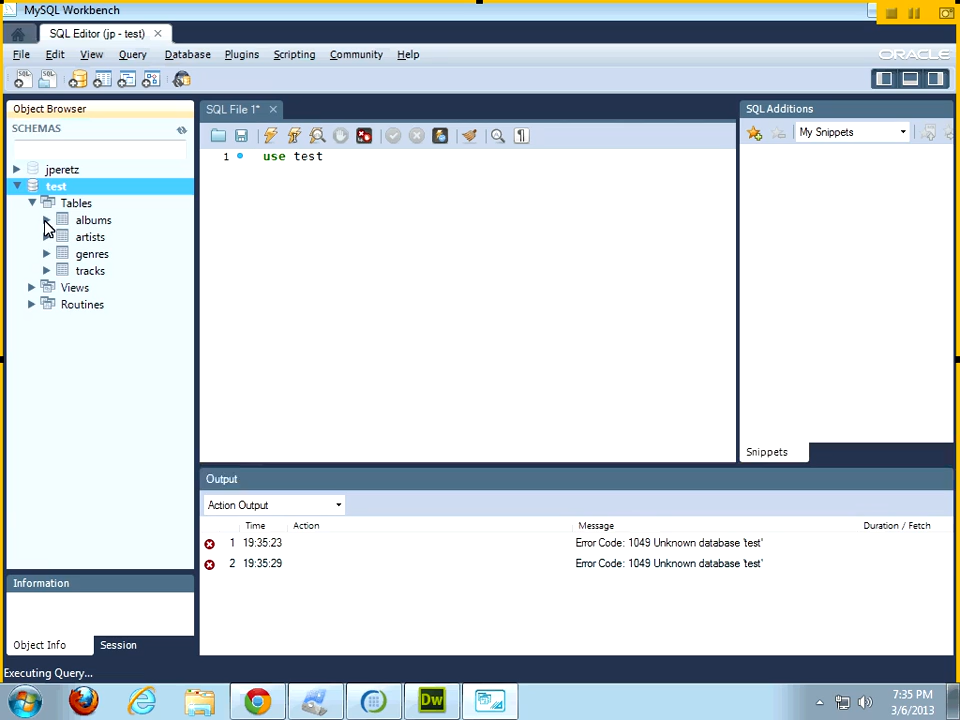 MySQL Workbench
SQL Editor (jp - test)
File Edit View Query Database Plugins Scripting Community Help
ORACLE
Object Browser
SCHEMAS
jperetz
test
Tables
albums
artists
genres
tracks
Views
Routines
SQL File 1*
1 use test
SQL Additions
My Snippets
Snippets
Output
Action Output
Time Action Message Duration / Fetch
1 19:35:23 Error Code: 1049 Unknown database 'test'
2 19:35:29 Error Code: 1049 Unknown database 'test'
Information
Object Info Session
Executing Query...
Dw
7:35 PM
3/6/2013